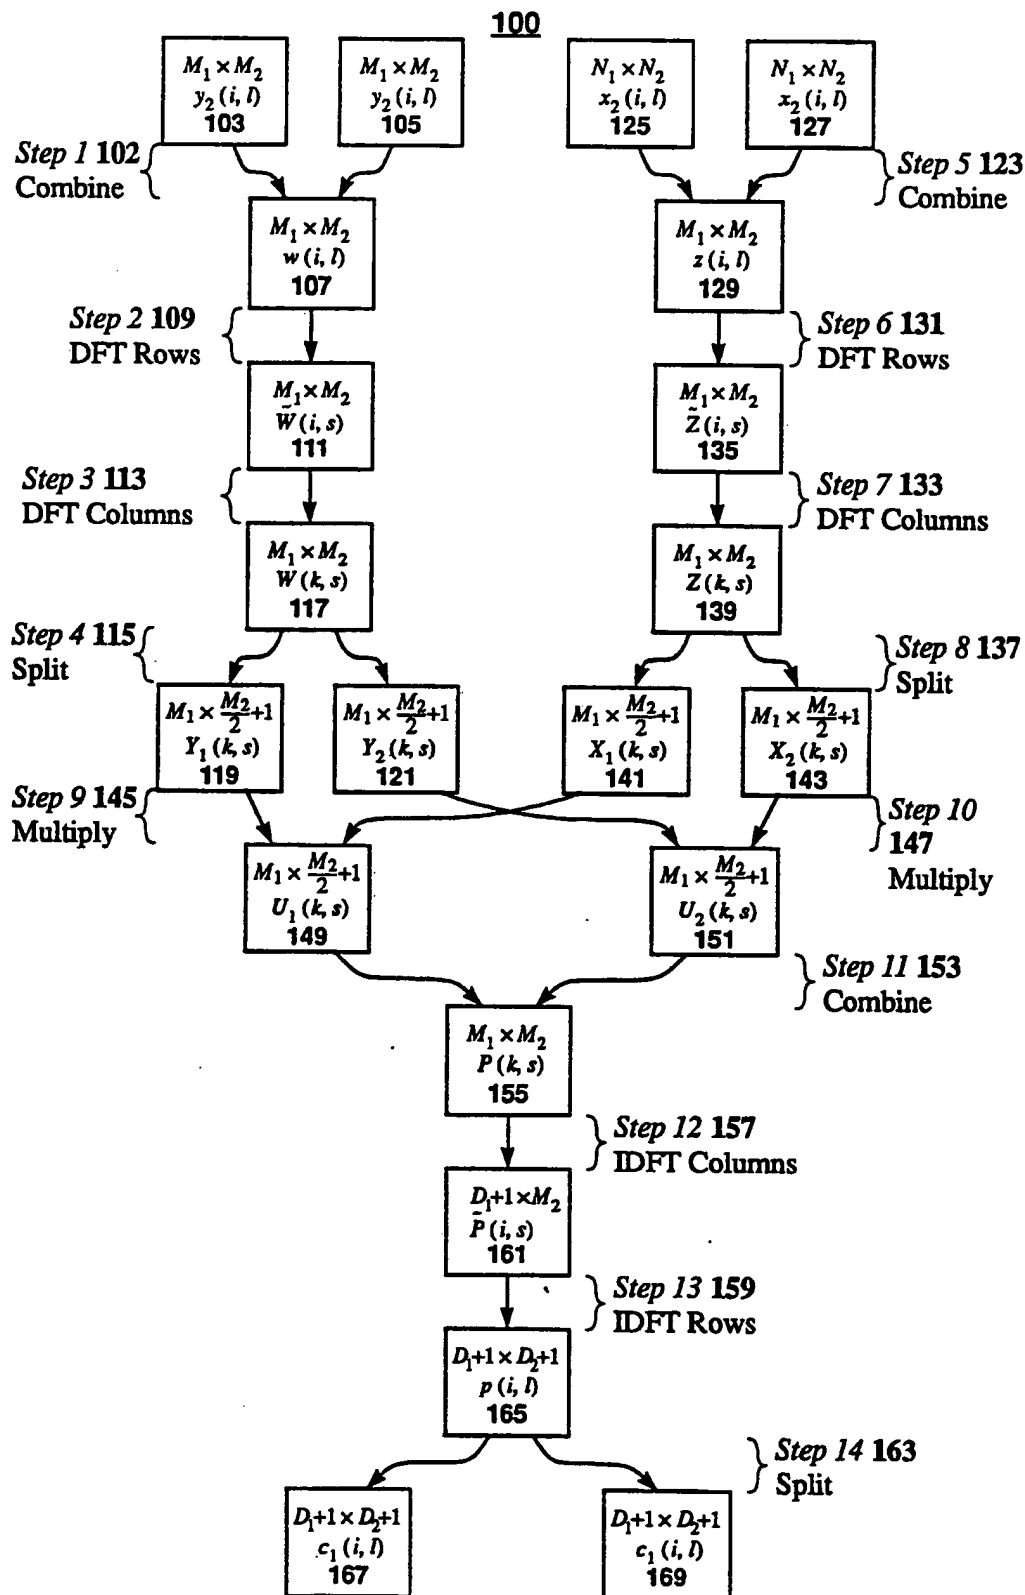 100
M₁ × M₂
y₂ (i, l)
103
M₁ × M₂
y₂ (i, l)
105
N₁ × N₂
x₂ (i, l)
125
N₁ × N₂
x₂ (i, l)
127
Step 1 102
Combine
Step 5 123
Combine
M₁ × M₂
w (i, l)
107
M₁ × M₂
z (i, l)
129
Step 2 109
DFT Rows
Step 6 131
DFT Rows
M₁ × M₂
W̃ (i, s)
111
M₁ × M₂
Z̃ (i, s)
135
Step 3 113
DFT Columns
Step 7 133
DFT Columns
M₁ × M₂
W (k, s)
117
M₁ × M₂
Z (k, s)
139
Step 4 115
Split
Step 8 137
Split
M₁ × M₂/2 +1
Y₁ (k, s)
119
M₁ × M₂/2 +1
Y₂ (k, s)
121
M₁ × M₂/2 +1
X₁ (k, s)
141
M₁ × M₂/2 +1
X₂ (k, s)
143
Step 9 145
Multiply
Step 10
147
Multiply
M₁ × M₂/2 +1
U₁ (k, s)
149
M₁ × M₂/2 +1
U₂ (k, s)
151
Step 11 153
Combine
M₁ × M₂
P (k, s)
155
Step 12 157
IDFT Columns
D₁+1 × M₂
P̃ (i, s)
161
Step 13 159
IDFT Rows
D₁+1 × D₂+1
p (i, l)
165
Step 14 163
Split
D₁+1 × D₂+1
c₁ (i, l)
167
D₁+1 × D₂+1
c₁ (i, l)
169